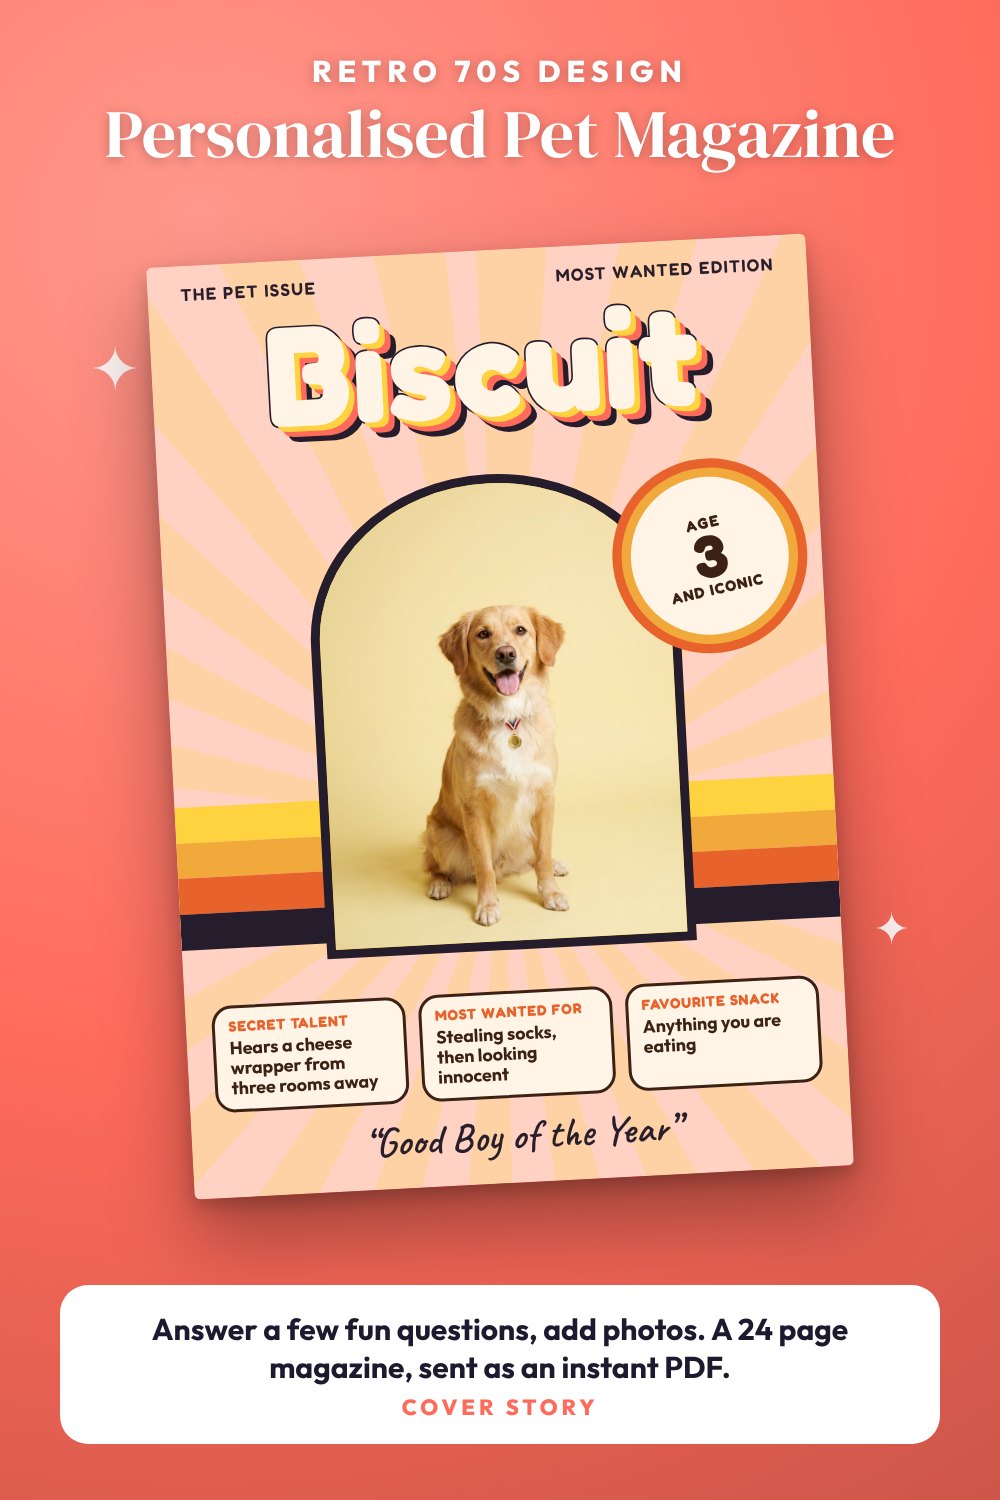 RETRO 70S DESIGN
Personalised Pet Magazine
THE PET ISSUE
MOST WANTED EDITION
Biscuit
AGE
3
AND ICONIC
SECRET TALENT
Hears a cheese
wrapper from
three rooms away
MOST WANTED FOR
Stealing socks,
then looking
innocent
FAVOURITE SNACK
Anything you are
eating
“Good Boy of the Year”
Answer a few fun questions, add photos. A 24 page
magazine, sent as an instant PDF.
COVER STORY